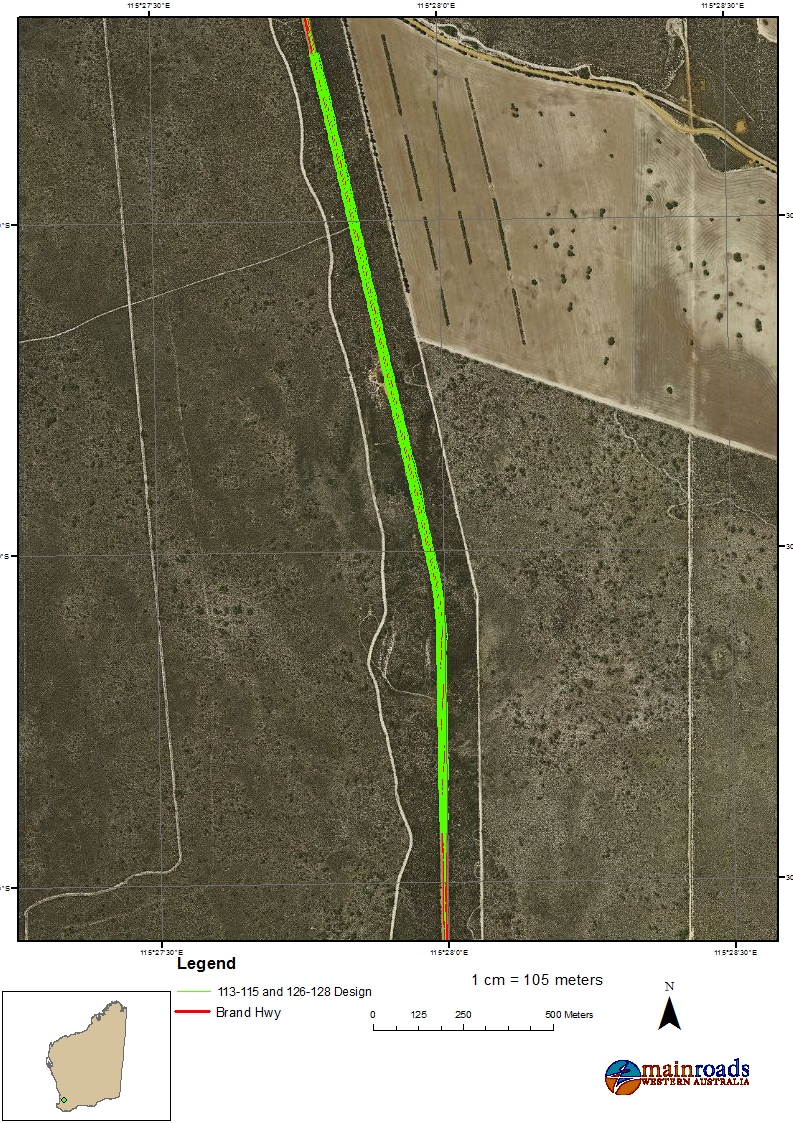 115°27'30"E 115°28'0"E 115°28'30"E
115°27'30"E 115°28'0"E 115°28'30"E
Legend
113-115 and 126-128 Design
Brand Hwy
1 cm = 105 meters
0 125 250 500 Meters
N
mainroads
WESTERN AUSTRALIA